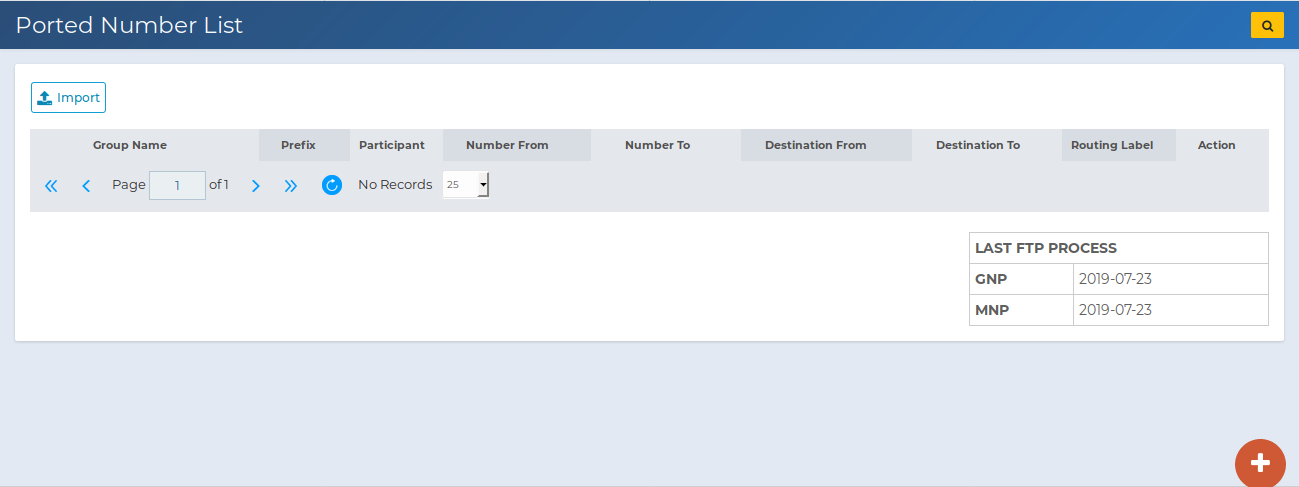 Ported Number List
Import
Group Name Prefix Participant Number From Number To Destination From Destination To Routing Label Action
Page 1 of 1 No Records 25
LAST FTP PROCESS
GNP 2019-07-23
MNP 2019-07-23